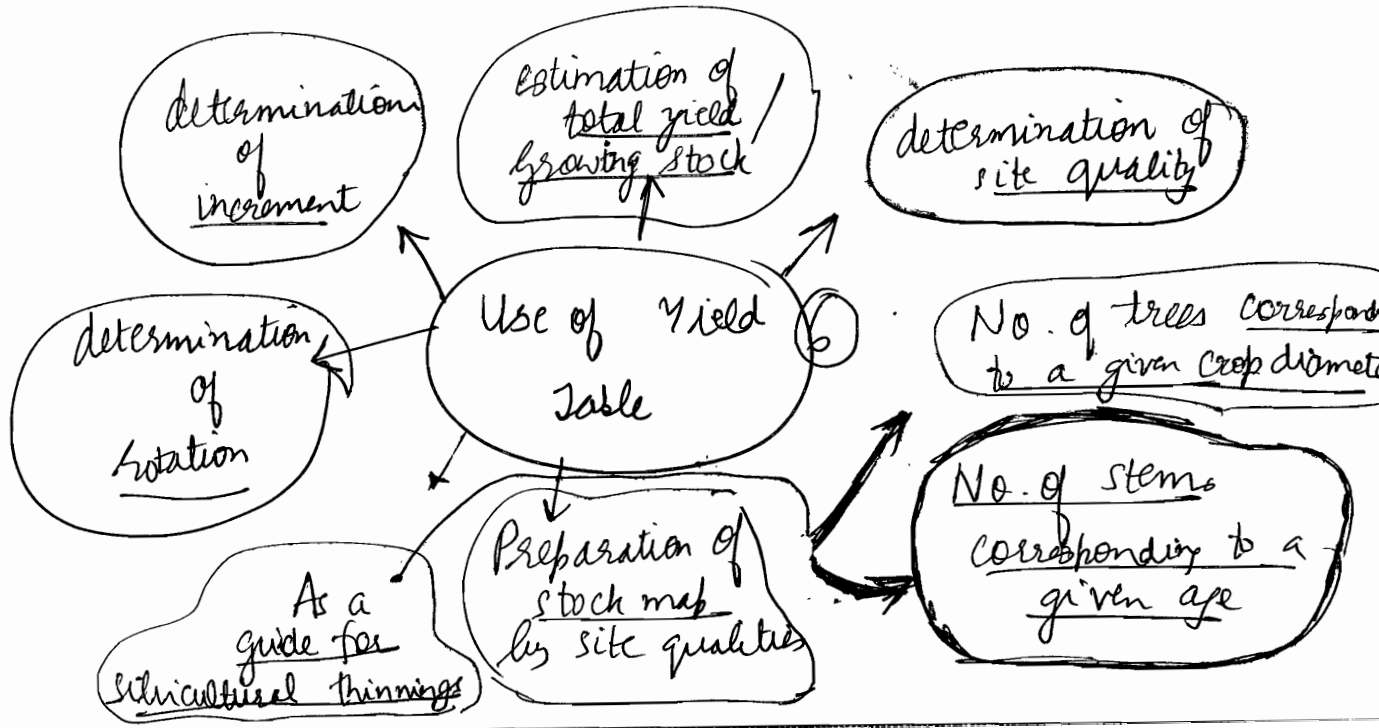 determination
of
increment
estimation of
total yield /
Growing stock
determination of
site quality
Use of Yield
Table
6
determination
of
rotation
No. of trees correspond
to a given crop diamet
No. of stems
corresponding to a
given age
Preparation of
stock map
by site qualities
As a
guide for
silvicultural thinnings